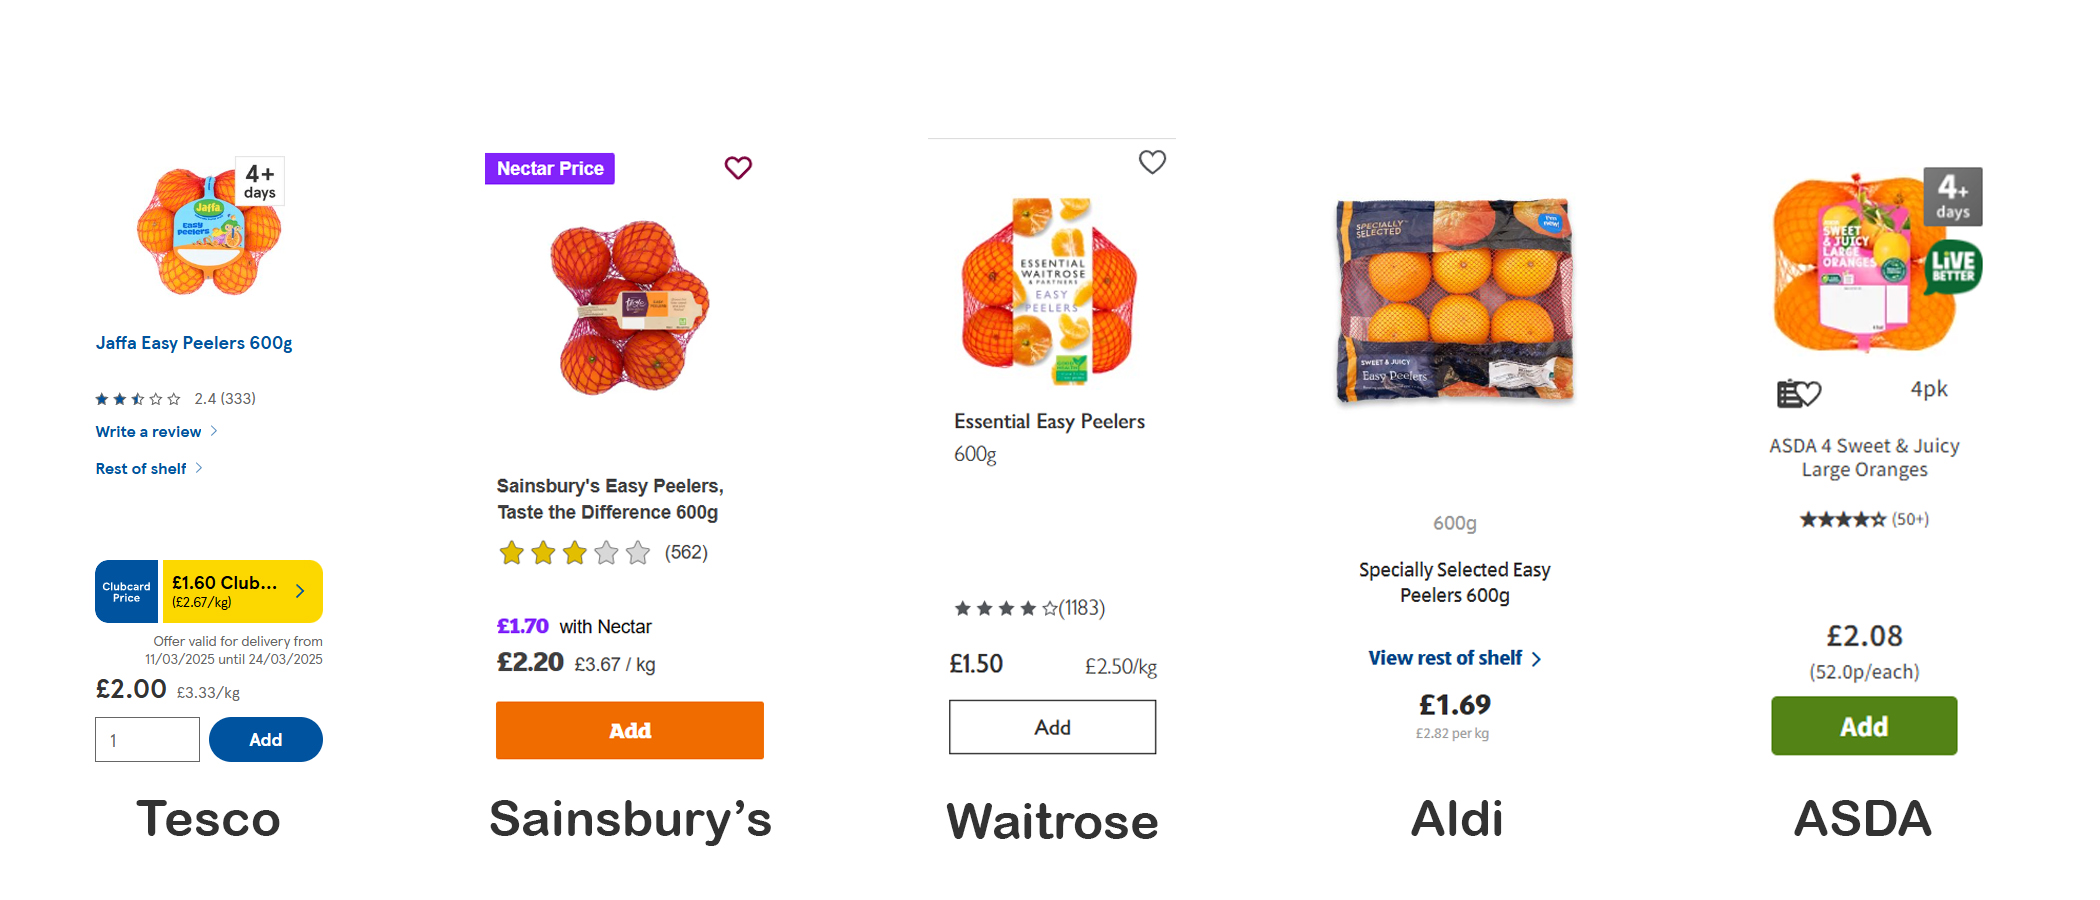 4+
days
Jaffa
Easy
Peelers
Jaffa Easy Peelers 600g
2.4 (333)
Write a review
Rest of shelf
Clubcard
Price
£1.60 Club...
(£2.67/kg)
Offer valid for delivery from
11/03/2025 until 24/03/2025
£2.00 £3.33/kg
1
Add
Tesco
Nectar Price
Sainsbury's Easy Peelers,
Taste the Difference 600g
(562)
£1.70 with Nectar
£2.20 £3.67 / kg
Add
Sainsbury's
ESSENTIAL
WAITROSE
& PARTNERS
EASY
PEELERS
Essential Easy Peelers
600g
(1183)
£1.50 £2.50/kg
Add
Waitrose
SPECIALLY
SELECTED
I'm
new!
SWEET & JUICY
Easy Peelers
600g
Specially Selected Easy
Peelers 600g
View rest of shelf
£1.69
£2.82 per kg
Aldi
4+
days
SWEET
& JUICY
LARGE
ORANGES
LiVE
BETTER
4pk
ASDA 4 Sweet & Juicy
Large Oranges
(50+)
£2.08
(52.0p/each)
Add
ASDA